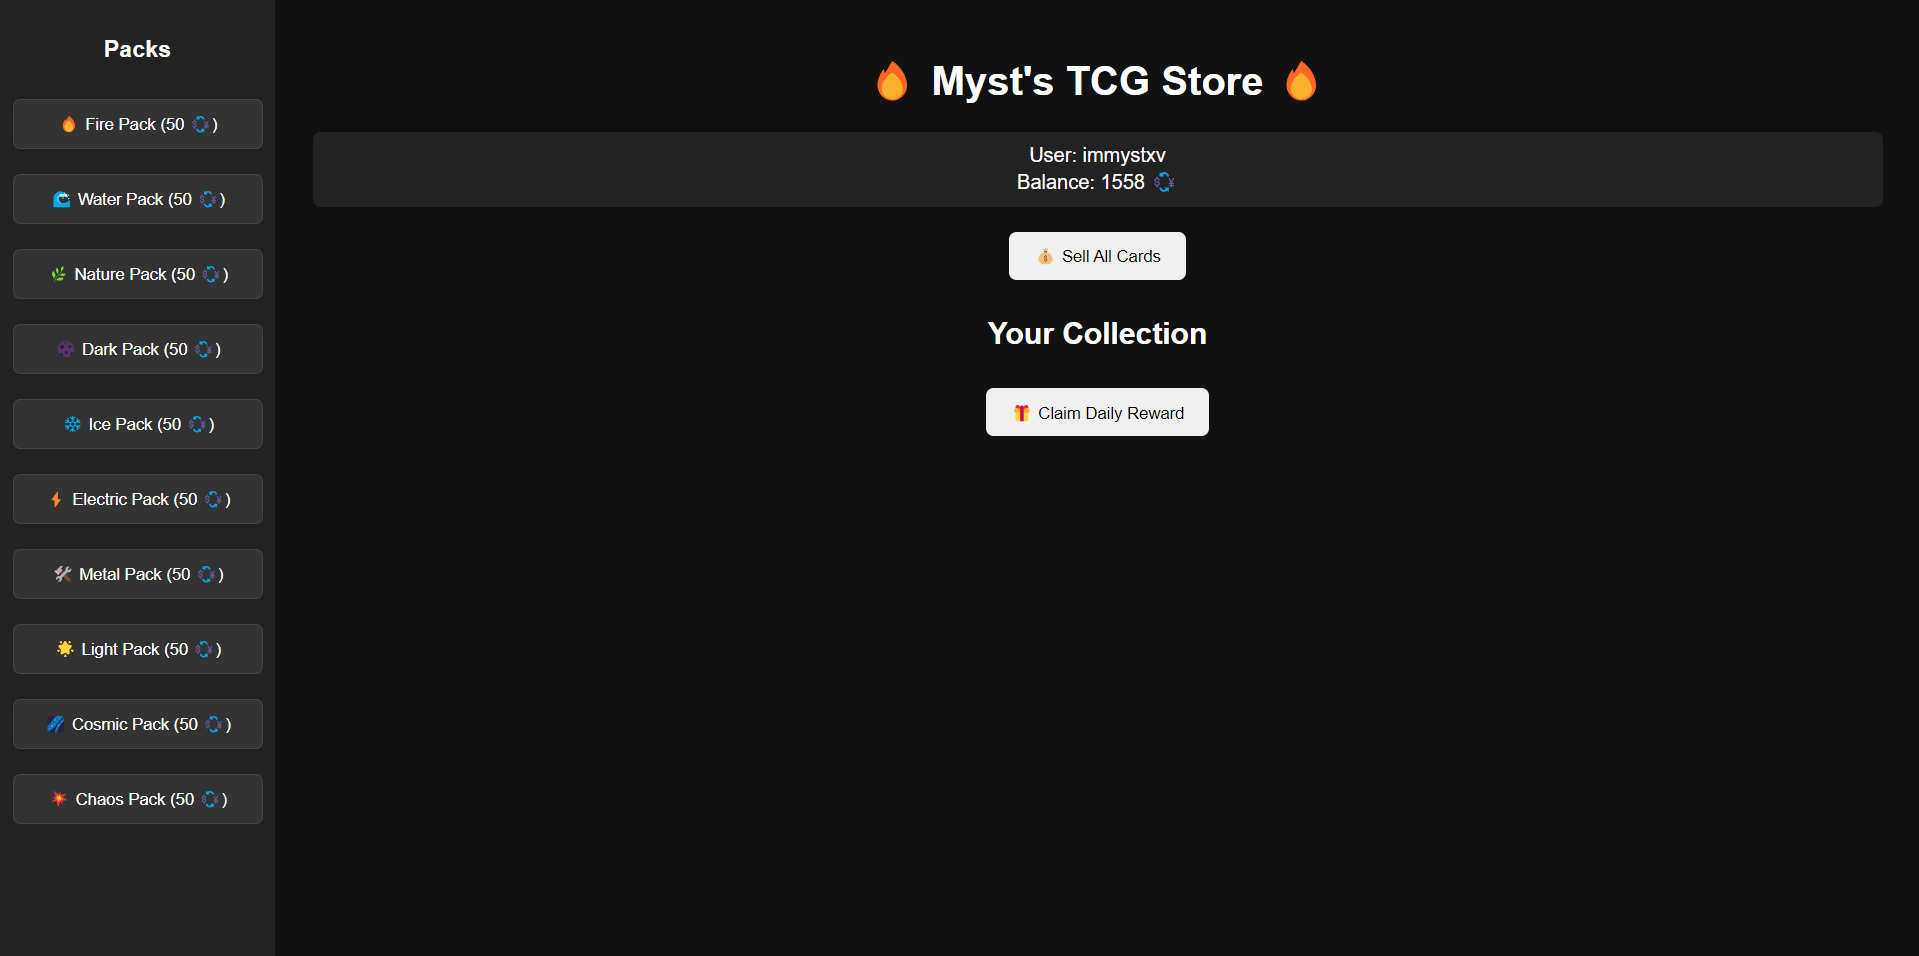 Packs
🔥 Fire Pack (50 💱)
🌊 Water Pack (50 💱)
🌿 Nature Pack (50 💱)
🌑 Dark Pack (50 💱)
❄️ Ice Pack (50 💱)
⚡ Electric Pack (50 💱)
🛠️ Metal Pack (50 💱)
🌟 Light Pack (50 💱)
🌌 Cosmic Pack (50 💱)
💥 Chaos Pack (50 💱)
🔥 Myst's TCG Store 🔥
User: immystxv
Balance: 1558 💱
💰 Sell All Cards
Your Collection
🎁 Claim Daily Reward